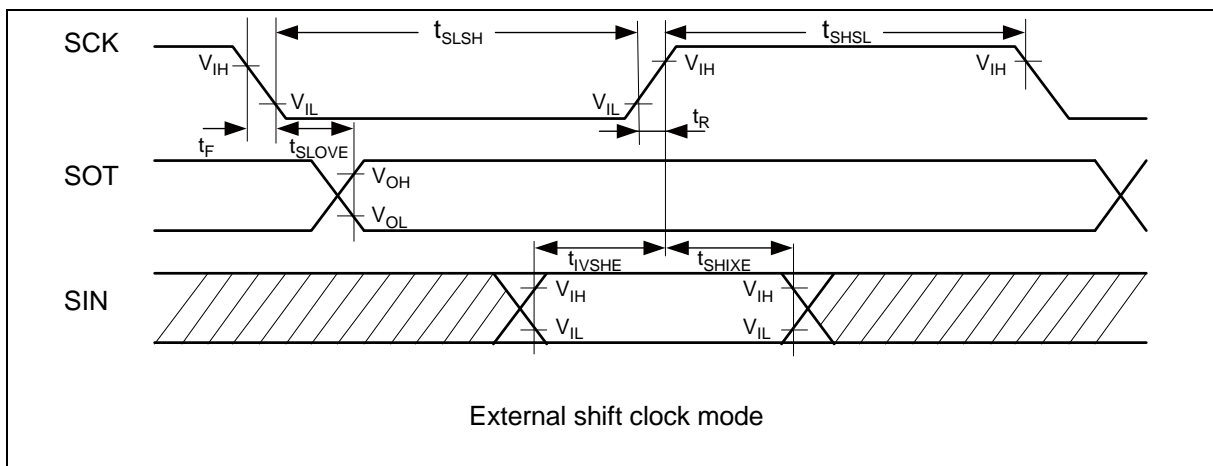 SCK
tSLSH
tSHSL
VIH
VIH
VIH
VIL
VIL
tR
tF
tSLOVE
SOT
VOH
VOL
tIVSHE
tSHIXE
SIN
VIH
VIH
VIL
VIL
External shift clock mode